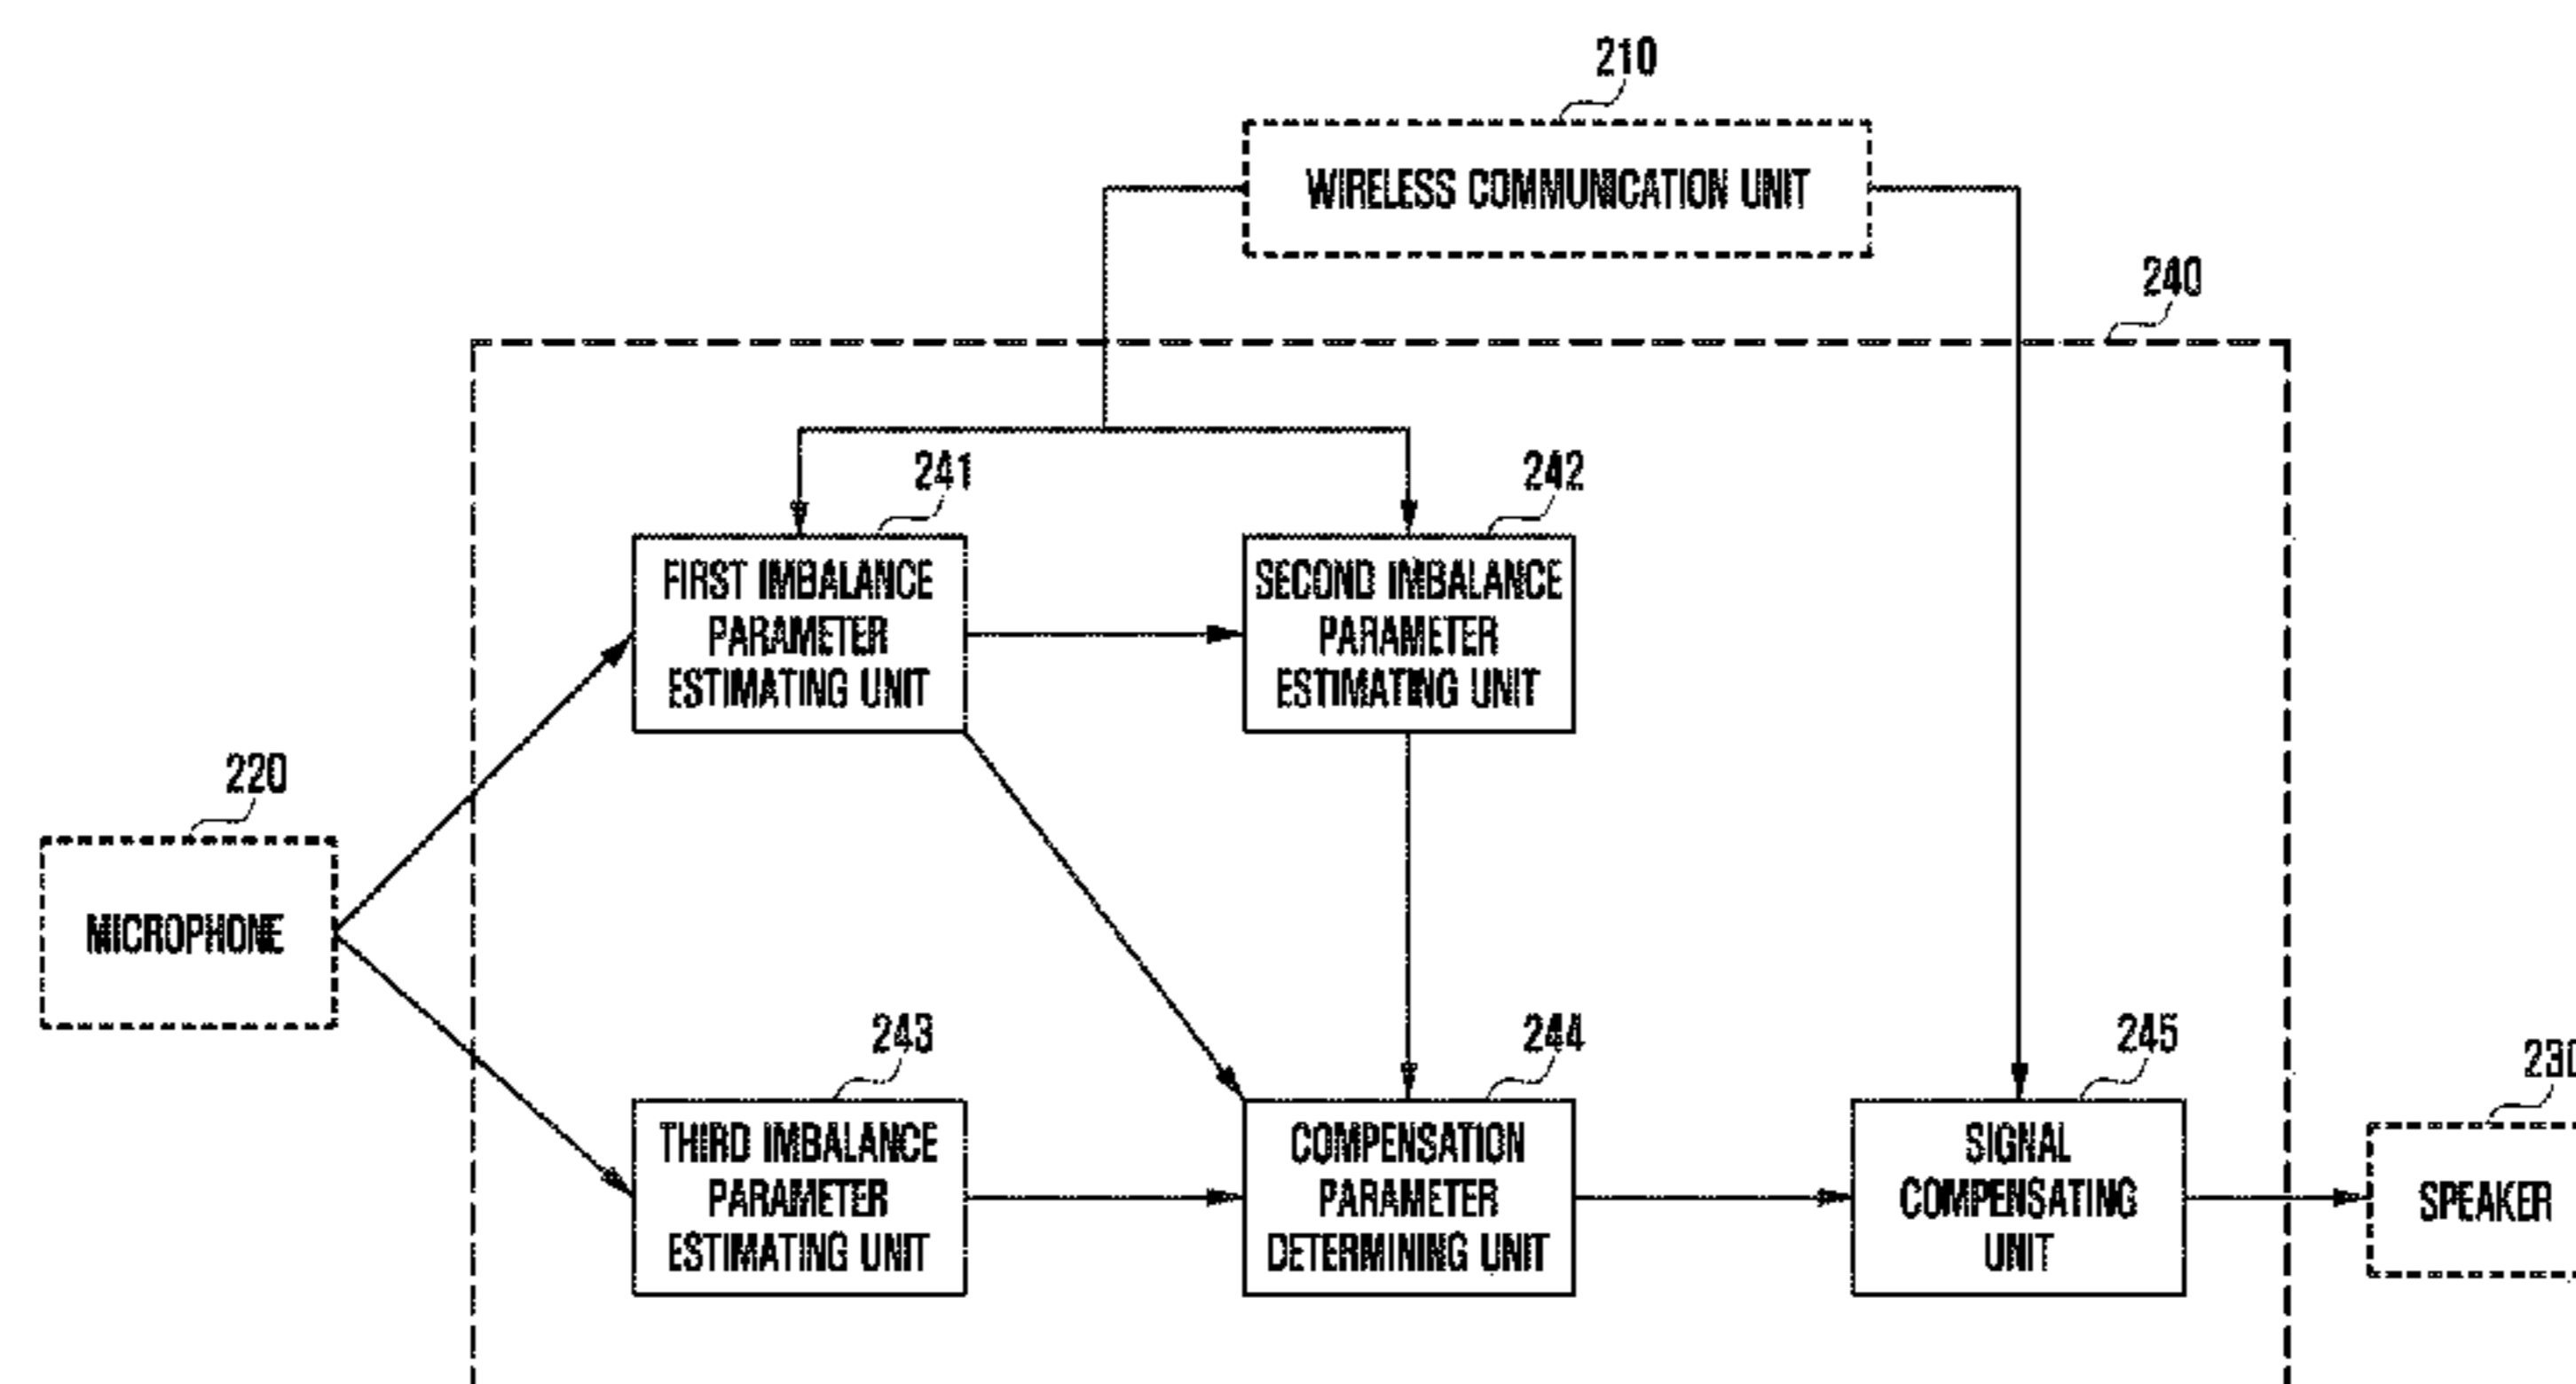 210
WIRELESS COMMUNICATION UNIT
240
241
242
FIRST IMBALANCE
PARAMETER
ESTIMATING UNIT
SECOND IMBALANCE
PARAMETER
ESTIMATING UNIT
220
MICROPHONE
243
244
245
230
THIRD IMBALANCE
PARAMETER
ESTIMATING UNIT
COMPENSATION
PARAMETER
DETERMINING UNIT
SIGNAL
COMPENSATING
UNIT
SPEAKER